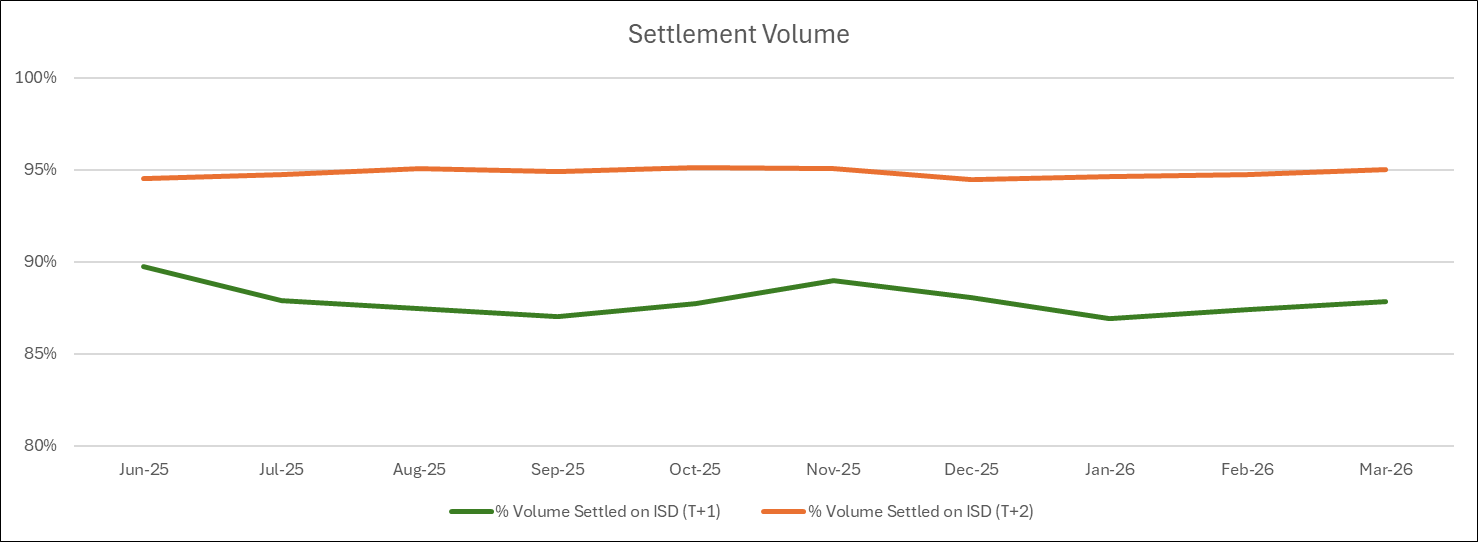 Settlement Volume
100%
95%
90%
85%
80%
Jun-25 Jul-25 Aug-25 Sep-25 Oct-25 Nov-25 Dec-25 Jan-26 Feb-26 Mar-26
% Volume Settled on ISD (T+1) % Volume Settled on ISD (T+2)